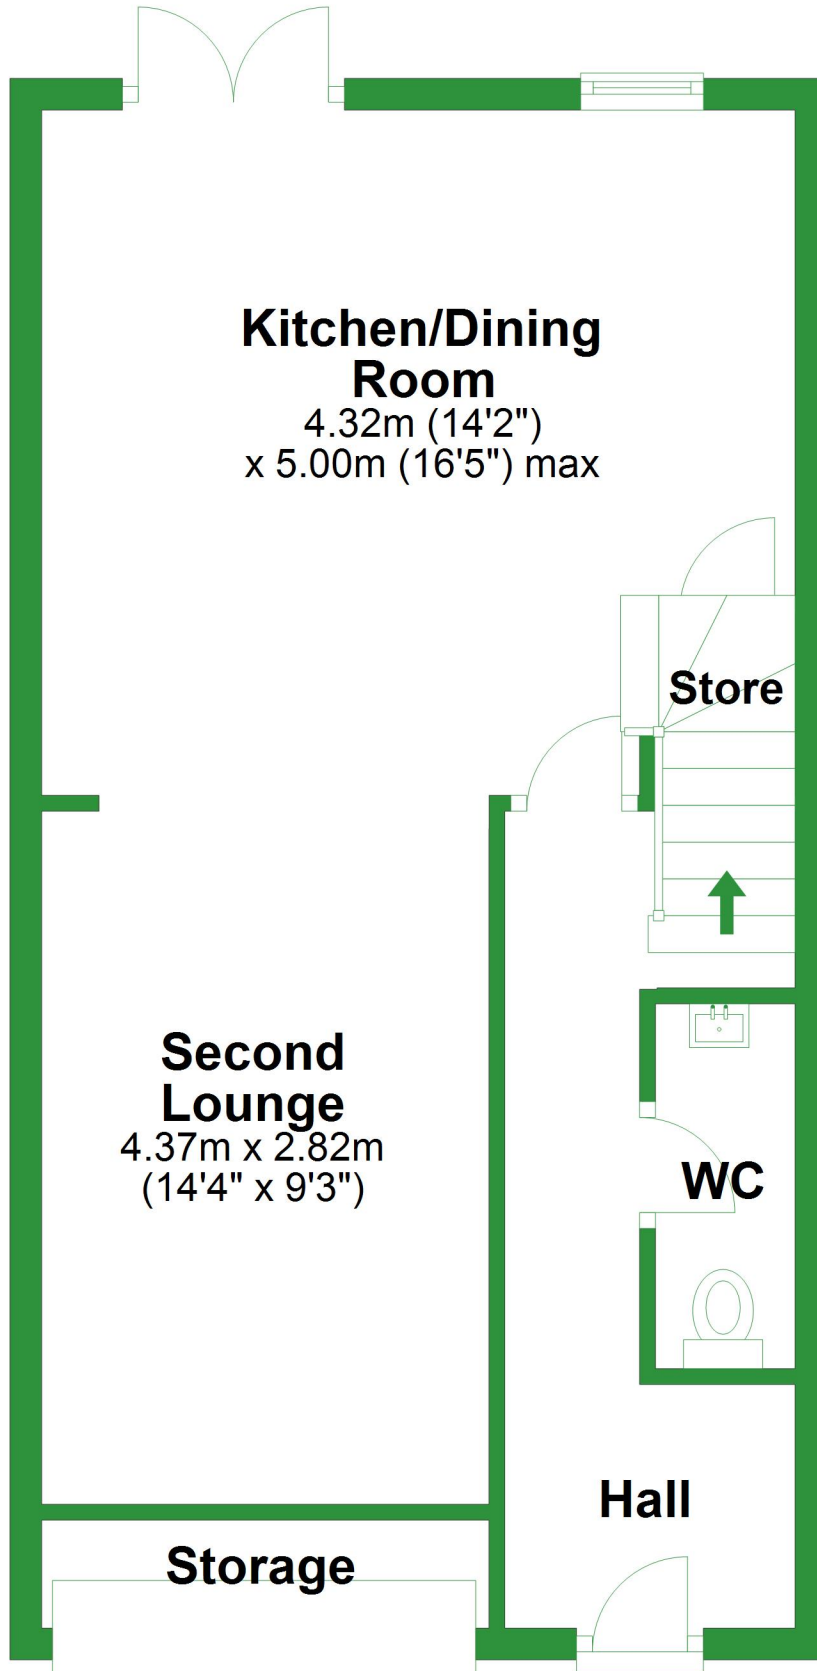 Kitchen/Dining
Room
4.32m (14'2")
x 5.00m (16'5") max
Store
Second
Lounge
4.37m x 2.82m
(14'4" x 9'3")
WC
Hall
Storage